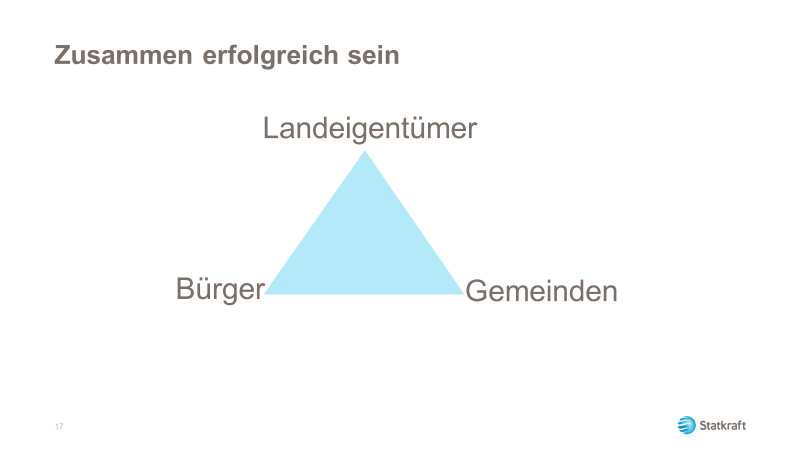 Zusammen erfolgreich sein
Landeigentümer
Bürger
Gemeinden
17
Statkraft